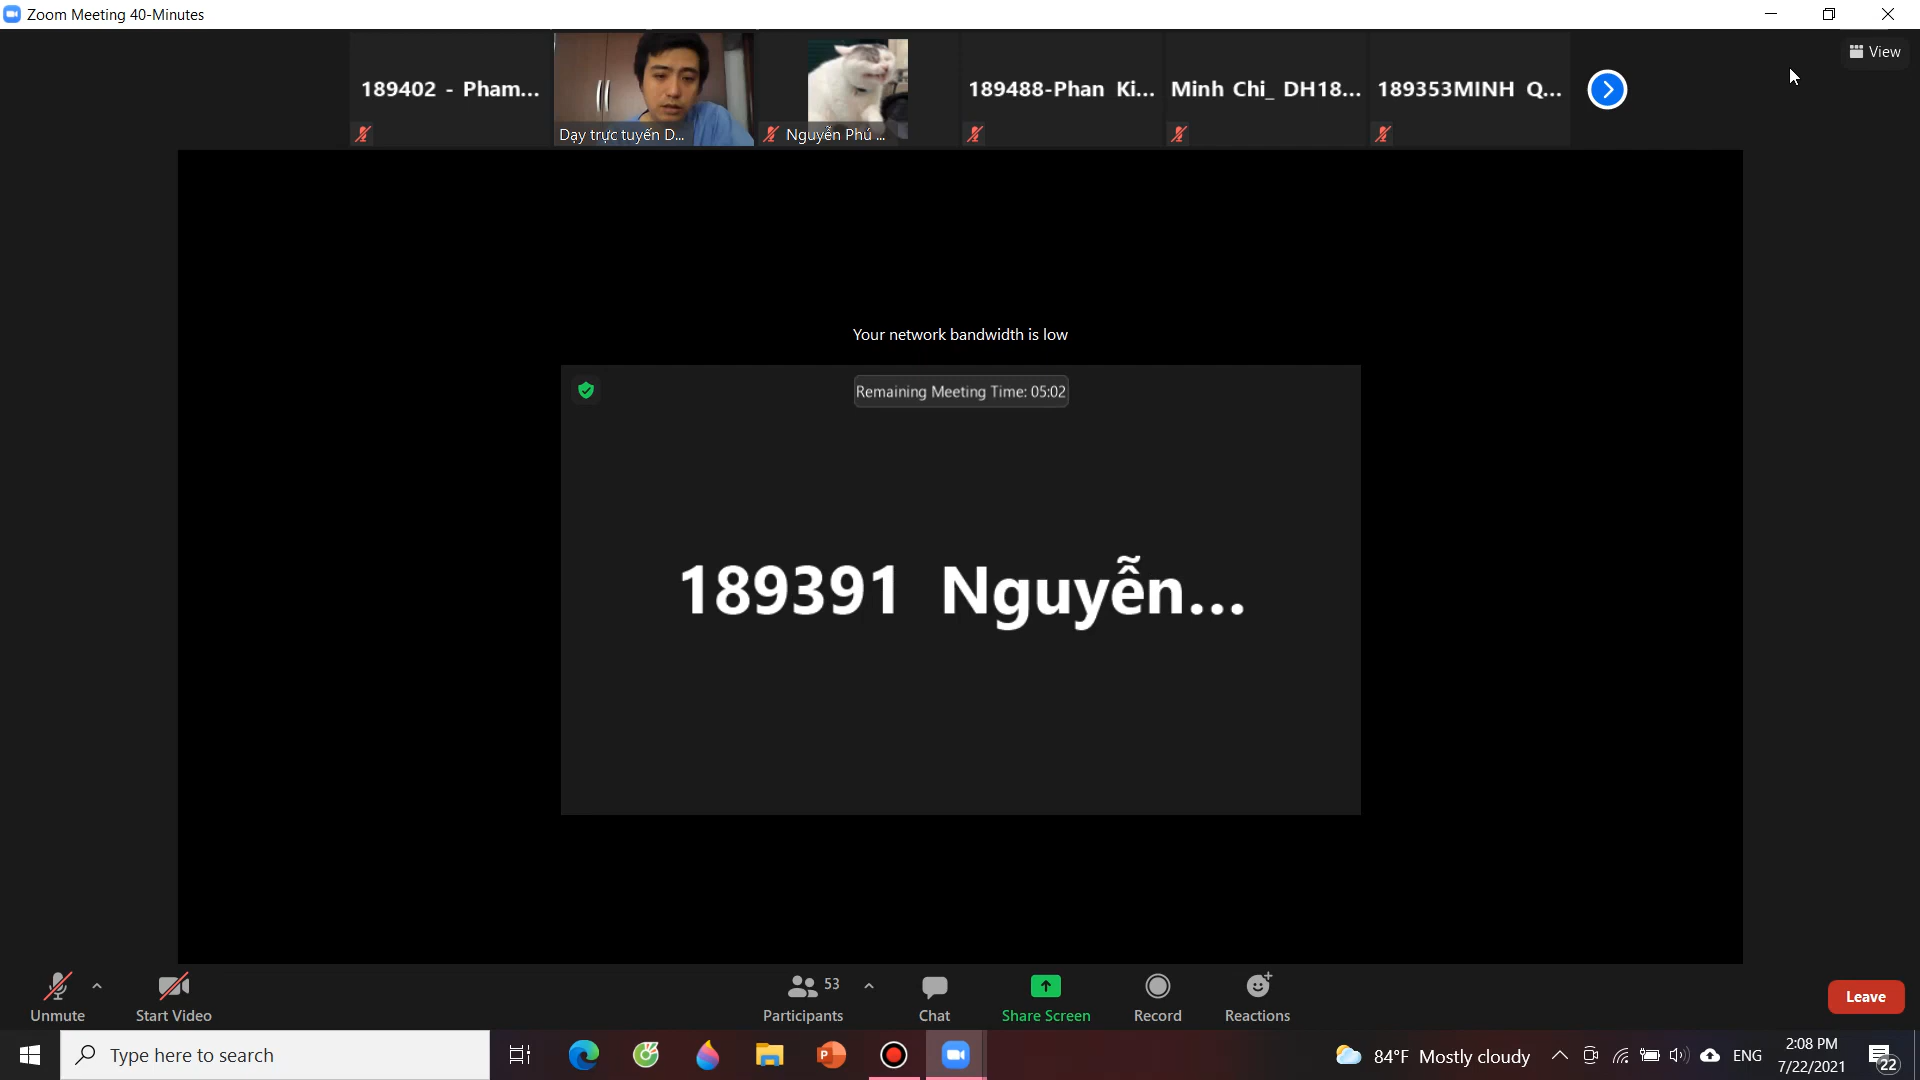 Zoom Meeting 40-Minutes
View
189402 - Pham...
Dạy trực tuyến D...
Nguyễn Phú ...
189488-Phan Ki...
Minh Chi_ DH18...
189353MINH Q...
Your network bandwidth is low
Remaining Meeting Time: 05:02
189391 Nguyễn...
Unmute
Start Video
53
Participants
Chat
Share Screen
Record
Reactions
Leave
Type here to search
84°F Mostly cloudy
ENG
2:08 PM
7/22/2021
22